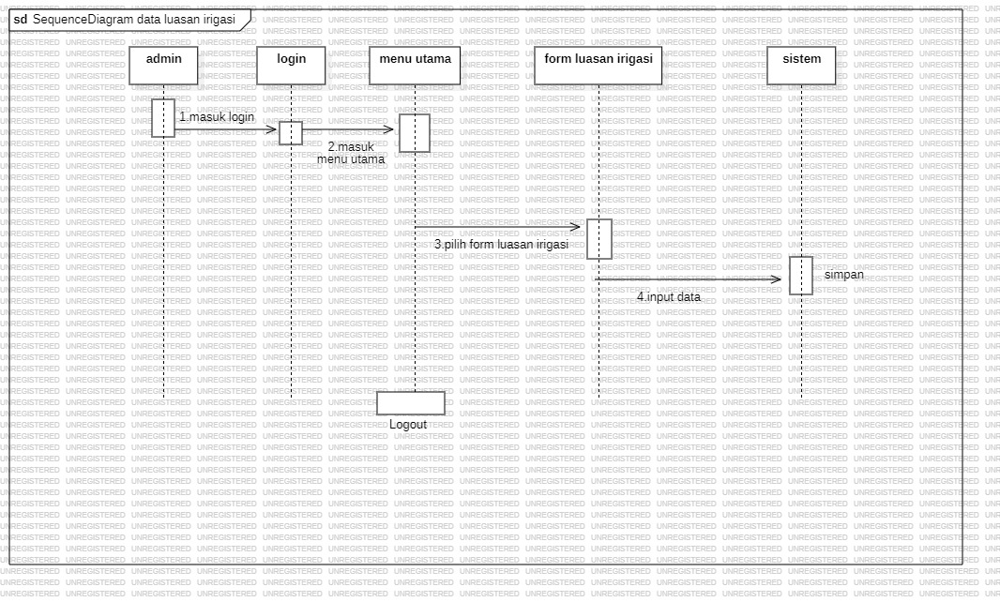 sd SequenceDiagram data luasan irigasi
admin
login
menu utama
form luasan irigasi
sistem
1.masuk login
2.masuk
menu utama
3.pilih form luasan irigasi
simpan
4.input data
Logout
UNREGISTERED